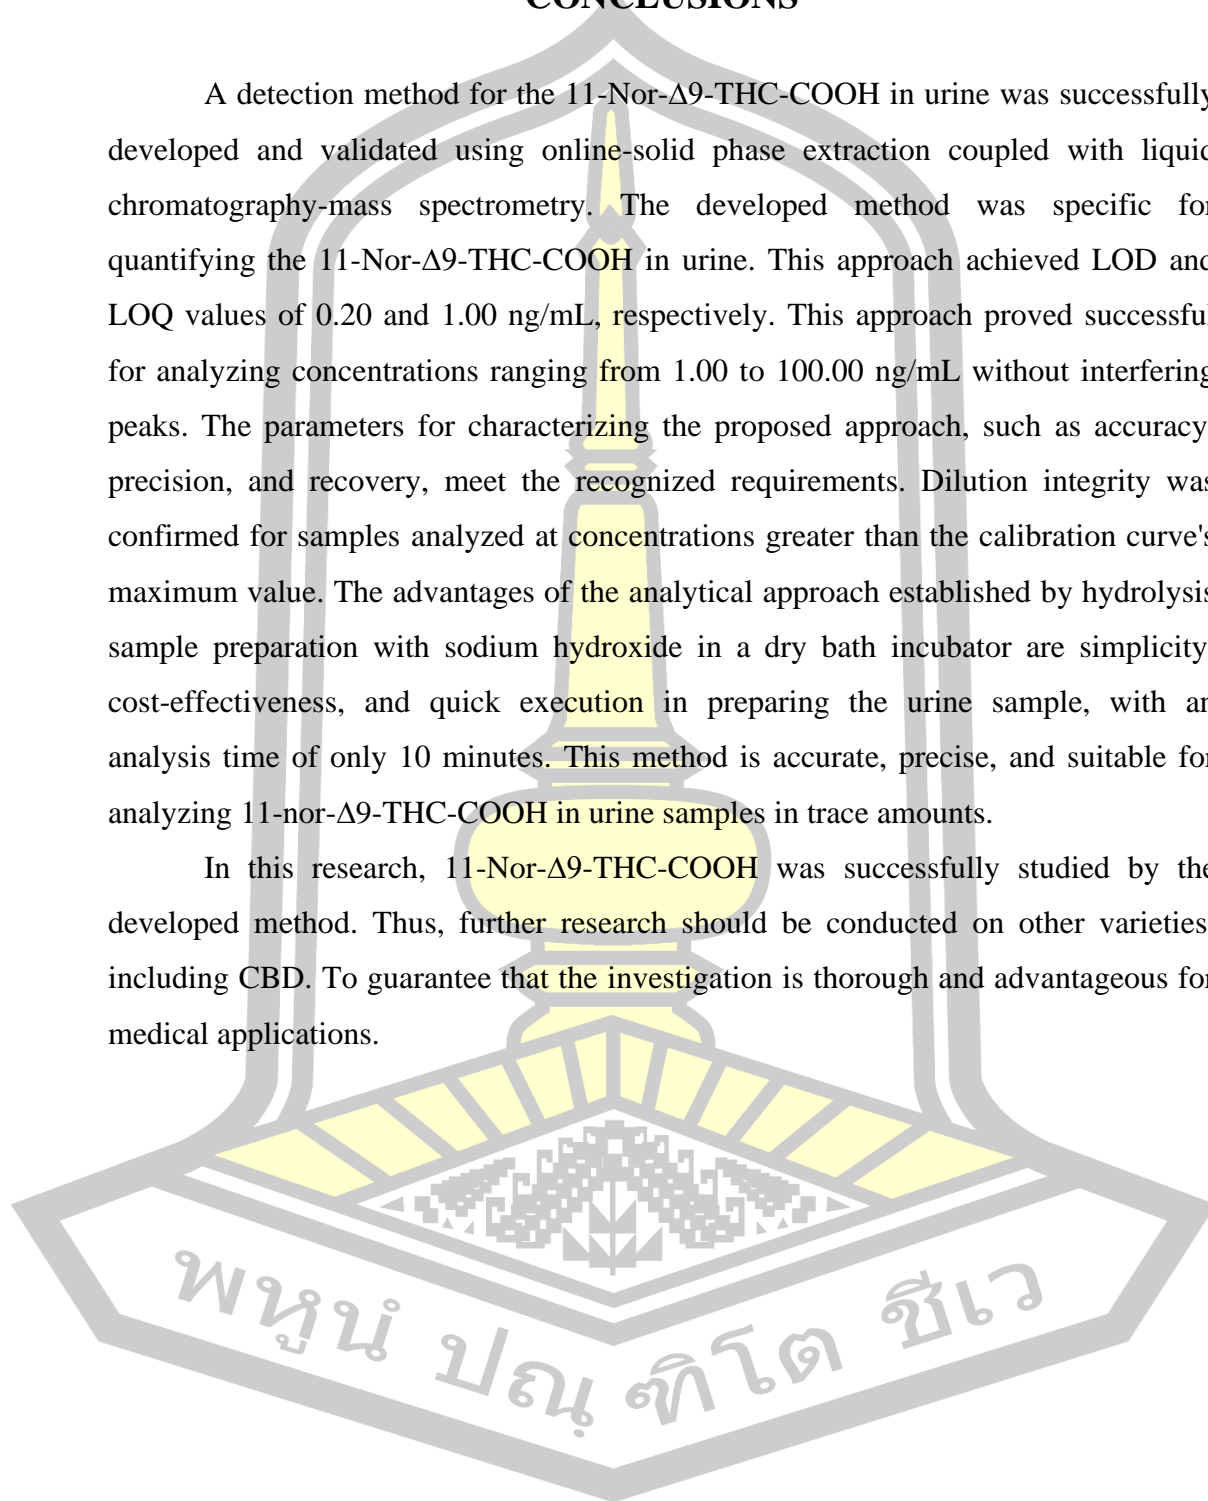 CONCLUSIONS
A detection method for the 11-Nor-Δ9-THC-COOH in urine was successfully
developed and validated using online-solid phase extraction coupled with liquid
chromatography-mass spectrometry. The developed method was specific for
quantifying the 11-Nor-Δ9-THC-COOH in urine. This approach achieved LOD and
LOQ values of 0.20 and 1.00 ng/mL, respectively. This approach proved successful
for analyzing concentrations ranging from 1.00 to 100.00 ng/mL without interfering
peaks. The parameters for characterizing the proposed approach, such as accuracy,
precision, and recovery, meet the recognized requirements. Dilution integrity was
confirmed for samples analyzed at concentrations greater than the calibration curve's
maximum value. The advantages of the analytical approach established by hydrolysis
sample preparation with sodium hydroxide in a dry bath incubator are simplicity,
cost-effectiveness, and quick execution in preparing the urine sample, with an
analysis time of only 10 minutes. This method is accurate, precise, and suitable for
analyzing 11-nor-Δ9-THC-COOH in urine samples in trace amounts.
In this research, 11-Nor-Δ9-THC-COOH was successfully studied by the
developed method. Thus, further research should be conducted on other varieties,
including CBD. To guarantee that the investigation is thorough and advantageous for
medical applications.
พหูนํ ปณฺ ฑิโต ชีเว